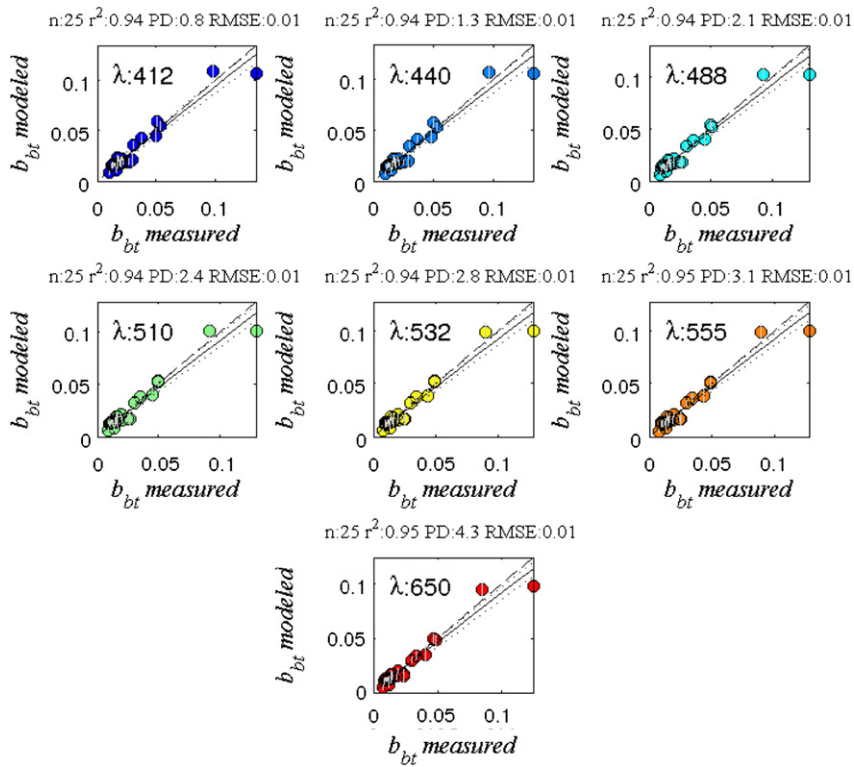 n:25 r²:0.94 PD:0.8 RMSE:0.01
n:25 r²:0.94 PD:1.3 RMSE:0.01
n:25 r²:0.94 PD:2.1 RMSE:0.01
b_bt modeled
0.1
0.05
0
λ:412
0 0.05 0.1
b_bt measured
b_bt modeled
0.1
0.05
0
λ:440
0 0.05 0.1
b_bt measured
b_bt modeled
0.1
0.05
0
λ:488
0 0.05 0.1
b_bt measured
n:25 r²:0.94 PD:2.4 RMSE:0.01
n:25 r²:0.94 PD:2.8 RMSE:0.01
n:25 r²:0.95 PD:3.1 RMSE:0.01
b_bt modeled
0.1
0.05
0
λ:510
0 0.05 0.1
b_bt measured
b_bt modeled
0.1
0.05
0
λ:532
0 0.05 0.1
b_bt measured
b_bt modeled
0.1
0.05
0
λ:555
0 0.05 0.1
b_bt measured
n:25 r²:0.95 PD:4.3 RMSE:0.01
b_bt modeled
0.1
0.05
0
λ:650
0 0.05 0.1
b_bt measured